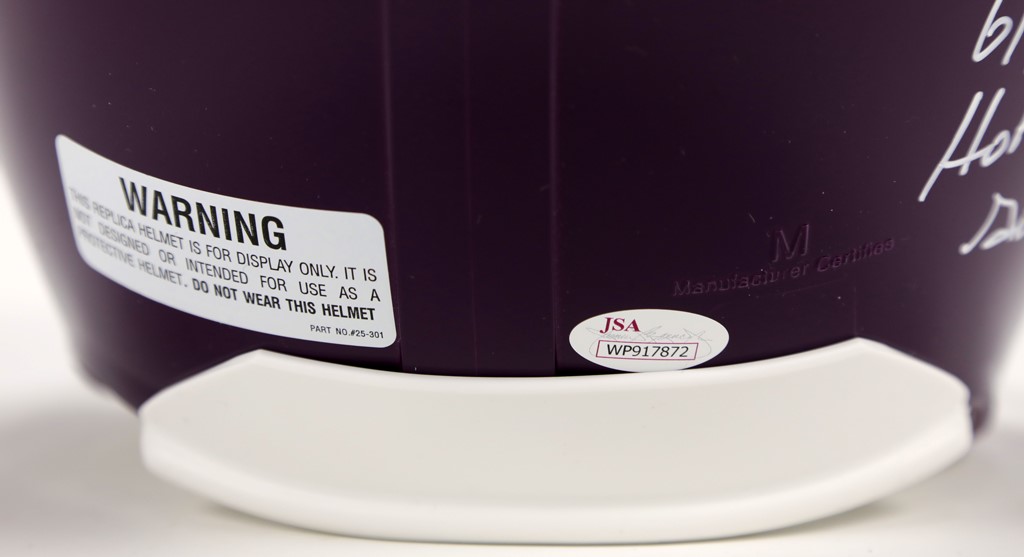 WARNING
THIS REPLICA HELMET IS FOR DISPLAY ONLY. IT IS
NOT DESIGNED OR INTENDED FOR USE AS A
PROTECTIVE HELMET. DO NOT WEAR THIS HELMET
PART NO.#25-301
M
Manufacturer Certifies
JSA
WP917872